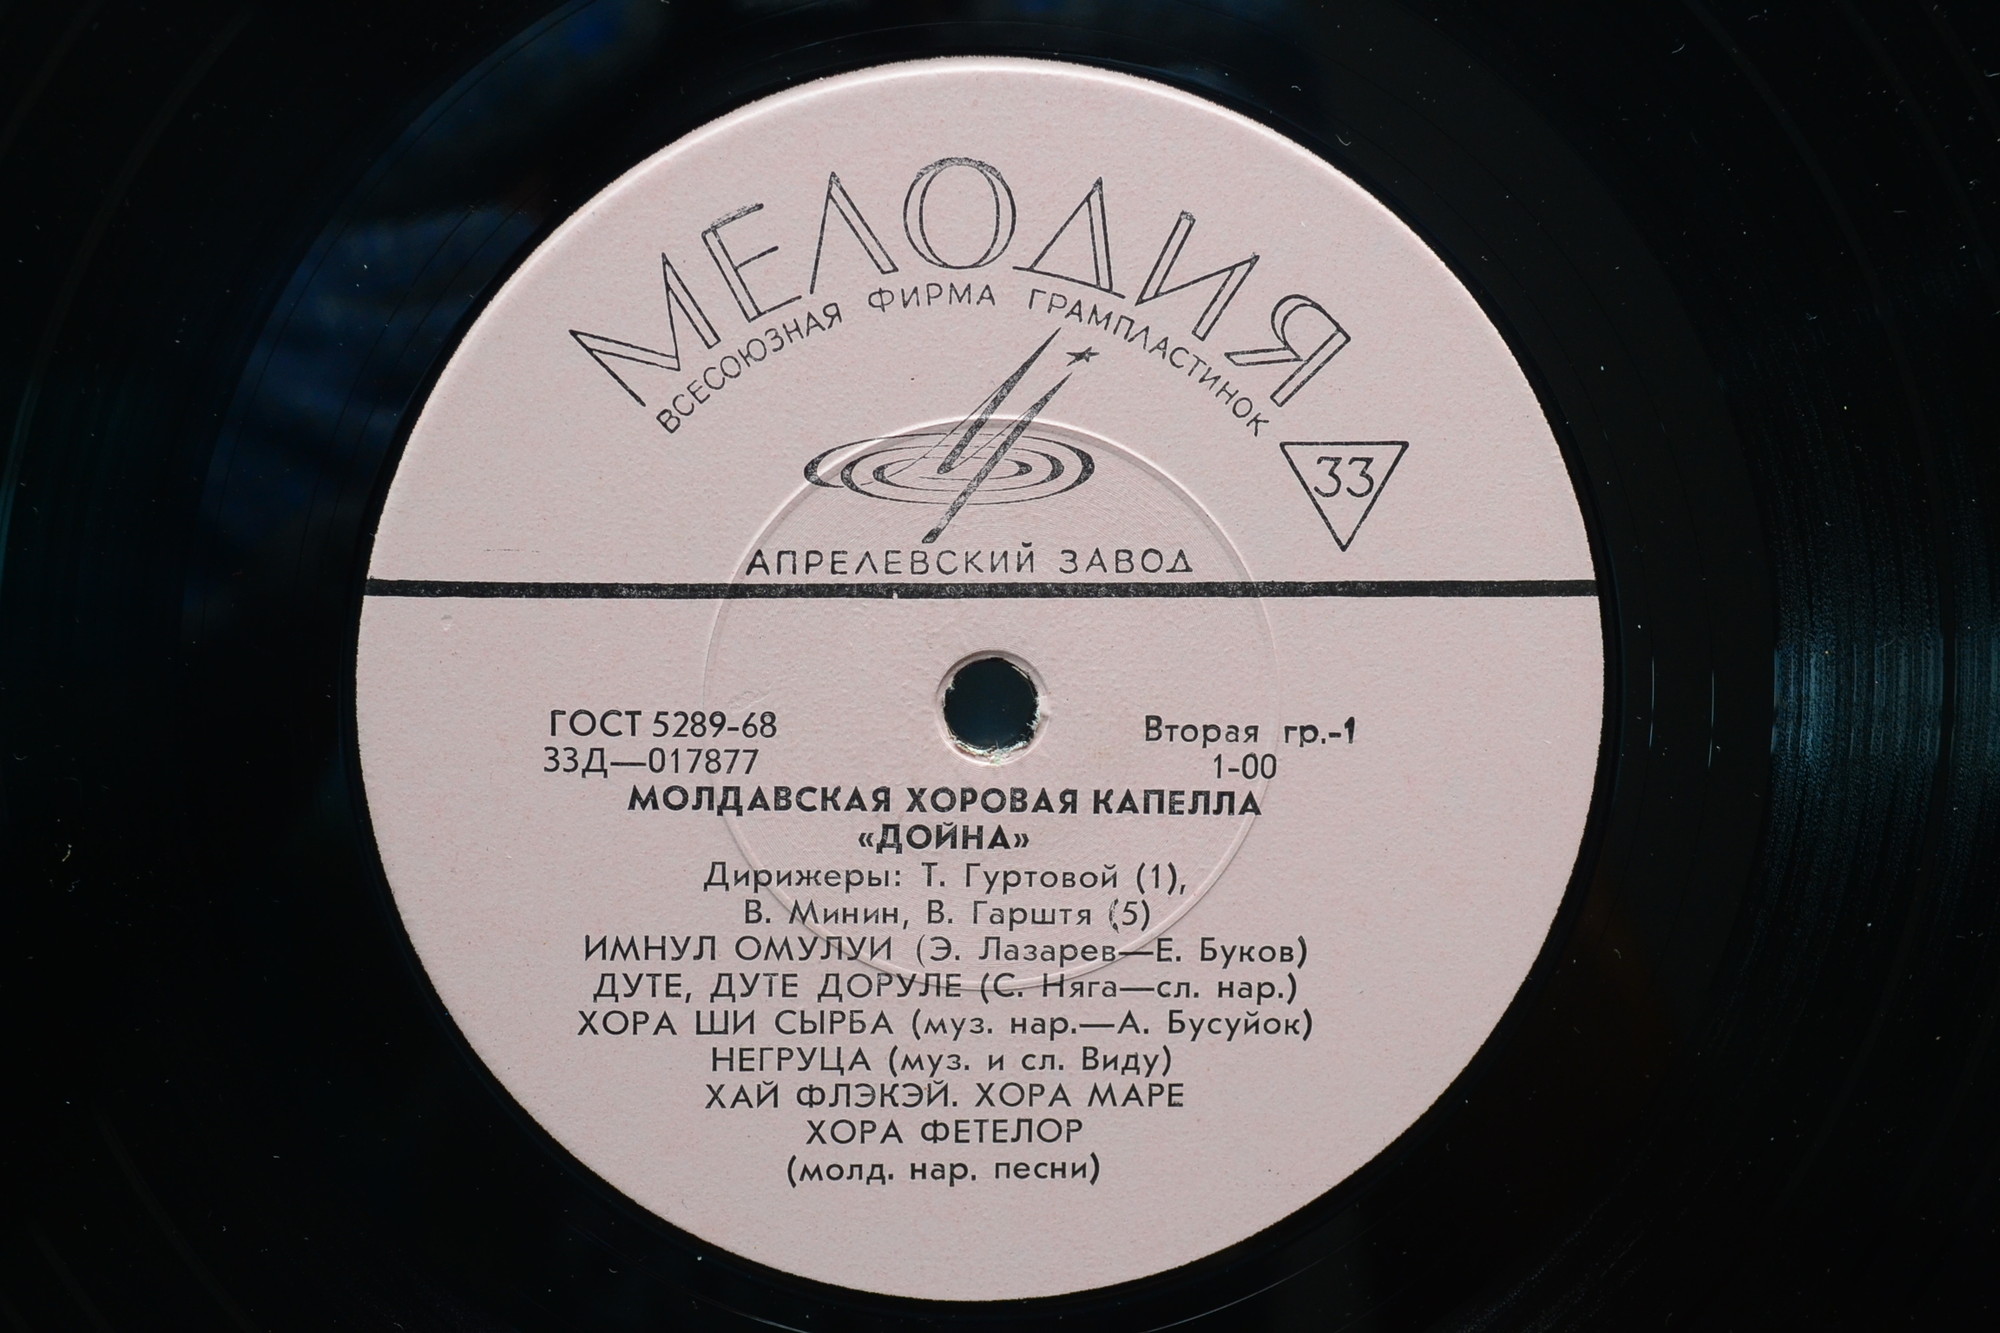 МЕЛОДИЯ
ВСЕСОЮЗНАЯ ФИРМА ГРАМПЛАСТИНОК
33
АПРЕЛЕВСКИЙ ЗАВОД
ГОСТ 5289-68
Вторая гр.-1
33Д—017877
1-00
МОЛДАВСКАЯ ХОРОВАЯ КАПЕЛЛА
«ДОЙНА»
Дирижеры: Т. Гуртовой (1),
В. Минин, В. Гарштя (5)
ИМНУЛ ОМУЛУИ (Э. Лазарев—Е. Буков)
ДУТЕ, ДУТЕ ДОРУЛЕ (С. Няга—сл. нар.)
ХОРА ШИ СЫРБА (муз. нар.—А. Бусуйок)
НЕГРУЦА (муз. и сл. Виду)
ХАЙ ФЛЭКЭЙ. ХОРА МАРЕ
ХОРА ФЕТЕЛОР
(молд. нар. песни)